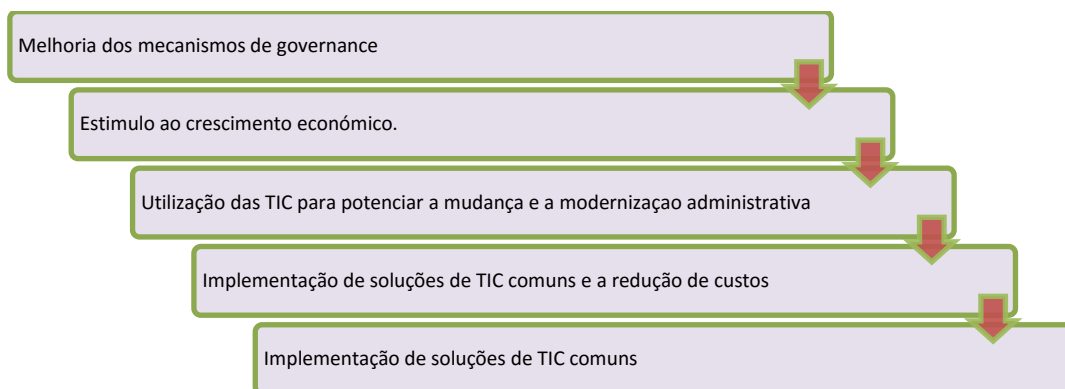 Melhoria dos mecanismos de governance
Estimulo ao crescimento económico.
Utilização das TIC para potenciar a mudança e a modernizaçao administrativa
Implementação de soluções de TIC comuns e a redução de custos
Implementação de soluções de TIC comuns